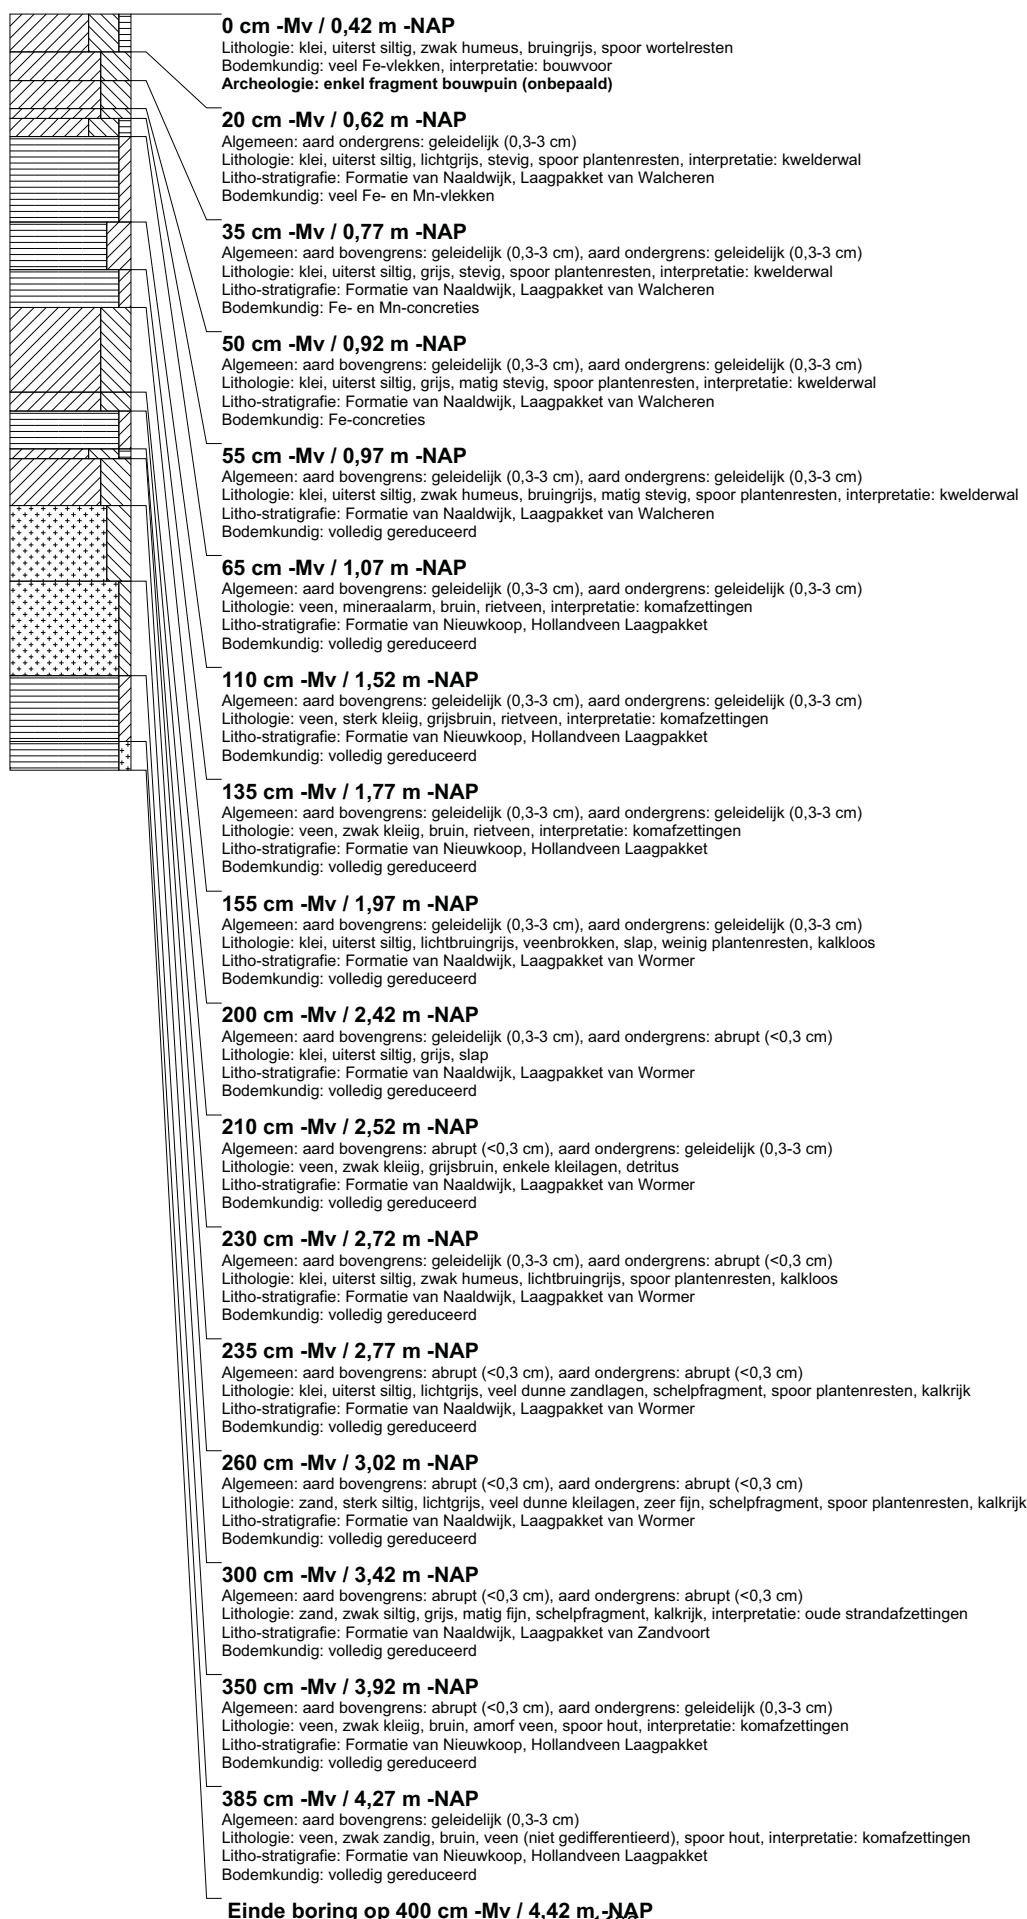 0 cm -Mv / 0,42 m -NAP
Lithologie: klei, uiterst siltig, zwak humeus, bruingrijs, spoor wortelresten
Bodemkundig: veel Fe-vlekken, interpretatie: bouwvoor
Archeologie: enkel fragment bouwpuin (onbepaald)
20 cm -Mv / 0,62 m -NAP
Algemeen: aard ondergrens: geleidelijk (0,3-3 cm)
Lithologie: klei, uiterst siltig, lichtgrijs, stevig, spoor plantenresten, interpretatie: kwelderwal
Litho-stratigrafie: Formatie van Naaldwijk, Laagpakket van Walcheren
Bodemkundig: veel Fe- en Mn-vlekken
35 cm -Mv / 0,77 m -NAP
Algemeen: aard bovengrens: geleidelijk (0,3-3 cm), aard ondergrens: geleidelijk (0,3-3 cm)
Lithologie: klei, uiterst siltig, grijs, stevig, spoor plantenresten, interpretatie: kwelderwal
Litho-stratigrafie: Formatie van Naaldwijk, Laagpakket van Walcheren
Bodemkundig: Fe- en Mn-concreties
50 cm -Mv / 0,92 m -NAP
Algemeen: aard bovengrens: geleidelijk (0,3-3 cm), aard ondergrens: geleidelijk (0,3-3 cm)
Lithologie: klei, uiterst siltig, grijs, matig stevig, spoor plantenresten, interpretatie: kwelderwal
Litho-stratigrafie: Formatie van Naaldwijk, Laagpakket van Walcheren
Bodemkundig: Fe-concreties
55 cm -Mv / 0,97 m -NAP
Algemeen: aard bovengrens: geleidelijk (0,3-3 cm), aard ondergrens: geleidelijk (0,3-3 cm)
Lithologie: klei, uiterst siltig, zwak humeus, bruingrijs, matig stevig, spoor plantenresten, interpretatie: kwelderwal
Litho-stratigrafie: Formatie van Naaldwijk, Laagpakket van Walcheren
Bodemkundig: volledig gereduceerd
65 cm -Mv / 1,07 m -NAP
Algemeen: aard bovengrens: geleidelijk (0,3-3 cm), aard ondergrens: geleidelijk (0,3-3 cm)
Lithologie: veen, mineraalarm, bruin, rietveen, interpretatie: komafzettingen
Litho-stratigrafie: Formatie van Nieuwkoop, Hollandveen Laagpakket
Bodemkundig: volledig gereduceerd
110 cm -Mv / 1,52 m -NAP
Algemeen: aard bovengrens: geleidelijk (0,3-3 cm), aard ondergrens: geleidelijk (0,3-3 cm)
Lithologie: veen, sterk kleiig, grijsbruin, rietveen, interpretatie: komafzettingen
Litho-stratigrafie: Formatie van Nieuwkoop, Hollandveen Laagpakket
Bodemkundig: volledig gereduceerd
135 cm -Mv / 1,77 m -NAP
Algemeen: aard bovengrens: geleidelijk (0,3-3 cm), aard ondergrens: geleidelijk (0,3-3 cm)
Lithologie: veen, zwak kleiig, bruin, rietveen, interpretatie: komafzettingen
Litho-stratigrafie: Formatie van Nieuwkoop, Hollandveen Laagpakket
Bodemkundig: volledig gereduceerd
155 cm -Mv / 1,97 m -NAP
Algemeen: aard bovengrens: geleidelijk (0,3-3 cm), aard ondergrens: geleidelijk (0,3-3 cm)
Lithologie: klei, uiterst siltig, lichtbruingrijs, veenbrokken, slap, weinig plantenresten, kalkloos
Litho-stratigrafie: Formatie van Naaldwijk, Laagpakket van Wormer
Bodemkundig: volledig gereduceerd
200 cm -Mv / 2,42 m -NAP
Algemeen: aard bovengrens: geleidelijk (0,3-3 cm), aard ondergrens: abrupt (<0,3 cm)
Lithologie: klei, uiterst siltig, grijs, slap
Litho-stratigrafie: Formatie van Naaldwijk, Laagpakket van Wormer
Bodemkundig: volledig gereduceerd
210 cm -Mv / 2,52 m -NAP
Algemeen: aard bovengrens: abrupt (<0,3 cm), aard ondergrens: geleidelijk (0,3-3 cm)
Lithologie: veen, zwak kleiig, grijsbruin, enkele kleilagen, detritus
Litho-stratigrafie: Formatie van Naaldwijk, Laagpakket van Wormer
Bodemkundig: volledig gereduceerd
230 cm -Mv / 2,72 m -NAP
Algemeen: aard bovengrens: geleidelijk (0,3-3 cm), aard ondergrens: abrupt (<0,3 cm)
Lithologie: klei, uiterst siltig, zwak humeus, lichtbruingrijs, spoor plantenresten, kalkloos
Litho-stratigrafie: Formatie van Naaldwijk, Laagpakket van Wormer
Bodemkundig: volledig gereduceerd
235 cm -Mv / 2,77 m -NAP
Algemeen: aard bovengrens: abrupt (<0,3 cm), aard ondergrens: abrupt (<0,3 cm)
Lithologie: klei, uiterst siltig, lichtgrijs, veel dunne zandlagen, schelpfragment, spoor plantenresten, kalkrijk
Litho-stratigrafie: Formatie van Naaldwijk, Laagpakket van Wormer
Bodemkundig: volledig gereduceerd
260 cm -Mv / 3,02 m -NAP
Algemeen: aard bovengrens: abrupt (<0,3 cm), aard ondergrens: abrupt (<0,3 cm)
Lithologie: zand, sterk siltig, lichtgrijs, veel dunne kleilagen, zeer fijn, schelpfragment, spoor plantenresten, kalkrijk
Litho-stratigrafie: Formatie van Naaldwijk, Laagpakket van Wormer
Bodemkundig: volledig gereduceerd
300 cm -Mv / 3,42 m -NAP
Algemeen: aard bovengrens: abrupt (<0,3 cm), aard ondergrens: abrupt (<0,3 cm)
Lithologie: zand, zwak siltig, grijs, matig fijn, schelpfragment, kalkrijk, interpretatie: oude strandafzettingen
Litho-stratigrafie: Formatie van Naaldwijk, Laagpakket van Zandvoort
Bodemkundig: volledig gereduceerd
350 cm -Mv / 3,92 m -NAP
Algemeen: aard bovengrens: abrupt (<0,3 cm), aard ondergrens: geleidelijk (0,3-3 cm)
Lithologie: veen, zwak kleiig, bruin, amorf veen, spoor hout, interpretatie: komafzettingen
Litho-stratigrafie: Formatie van Nieuwkoop, Hollandveen Laagpakket
Bodemkundig: volledig gereduceerd
385 cm -Mv / 4,27 m -NAP
Algemeen: aard bovengrens: geleidelijk (0,3-3 cm)
Lithologie: veen, zwak zandig, bruin, veen (niet gedifferentieerd), spoor hout, interpretatie: komafzettingen
Litho-stratigrafie: Formatie van Nieuwkoop, Hollandveen Laagpakket
Bodemkundig: volledig gereduceerd
Einde boring op 400 cm -Mv / 4,42 m -NAP